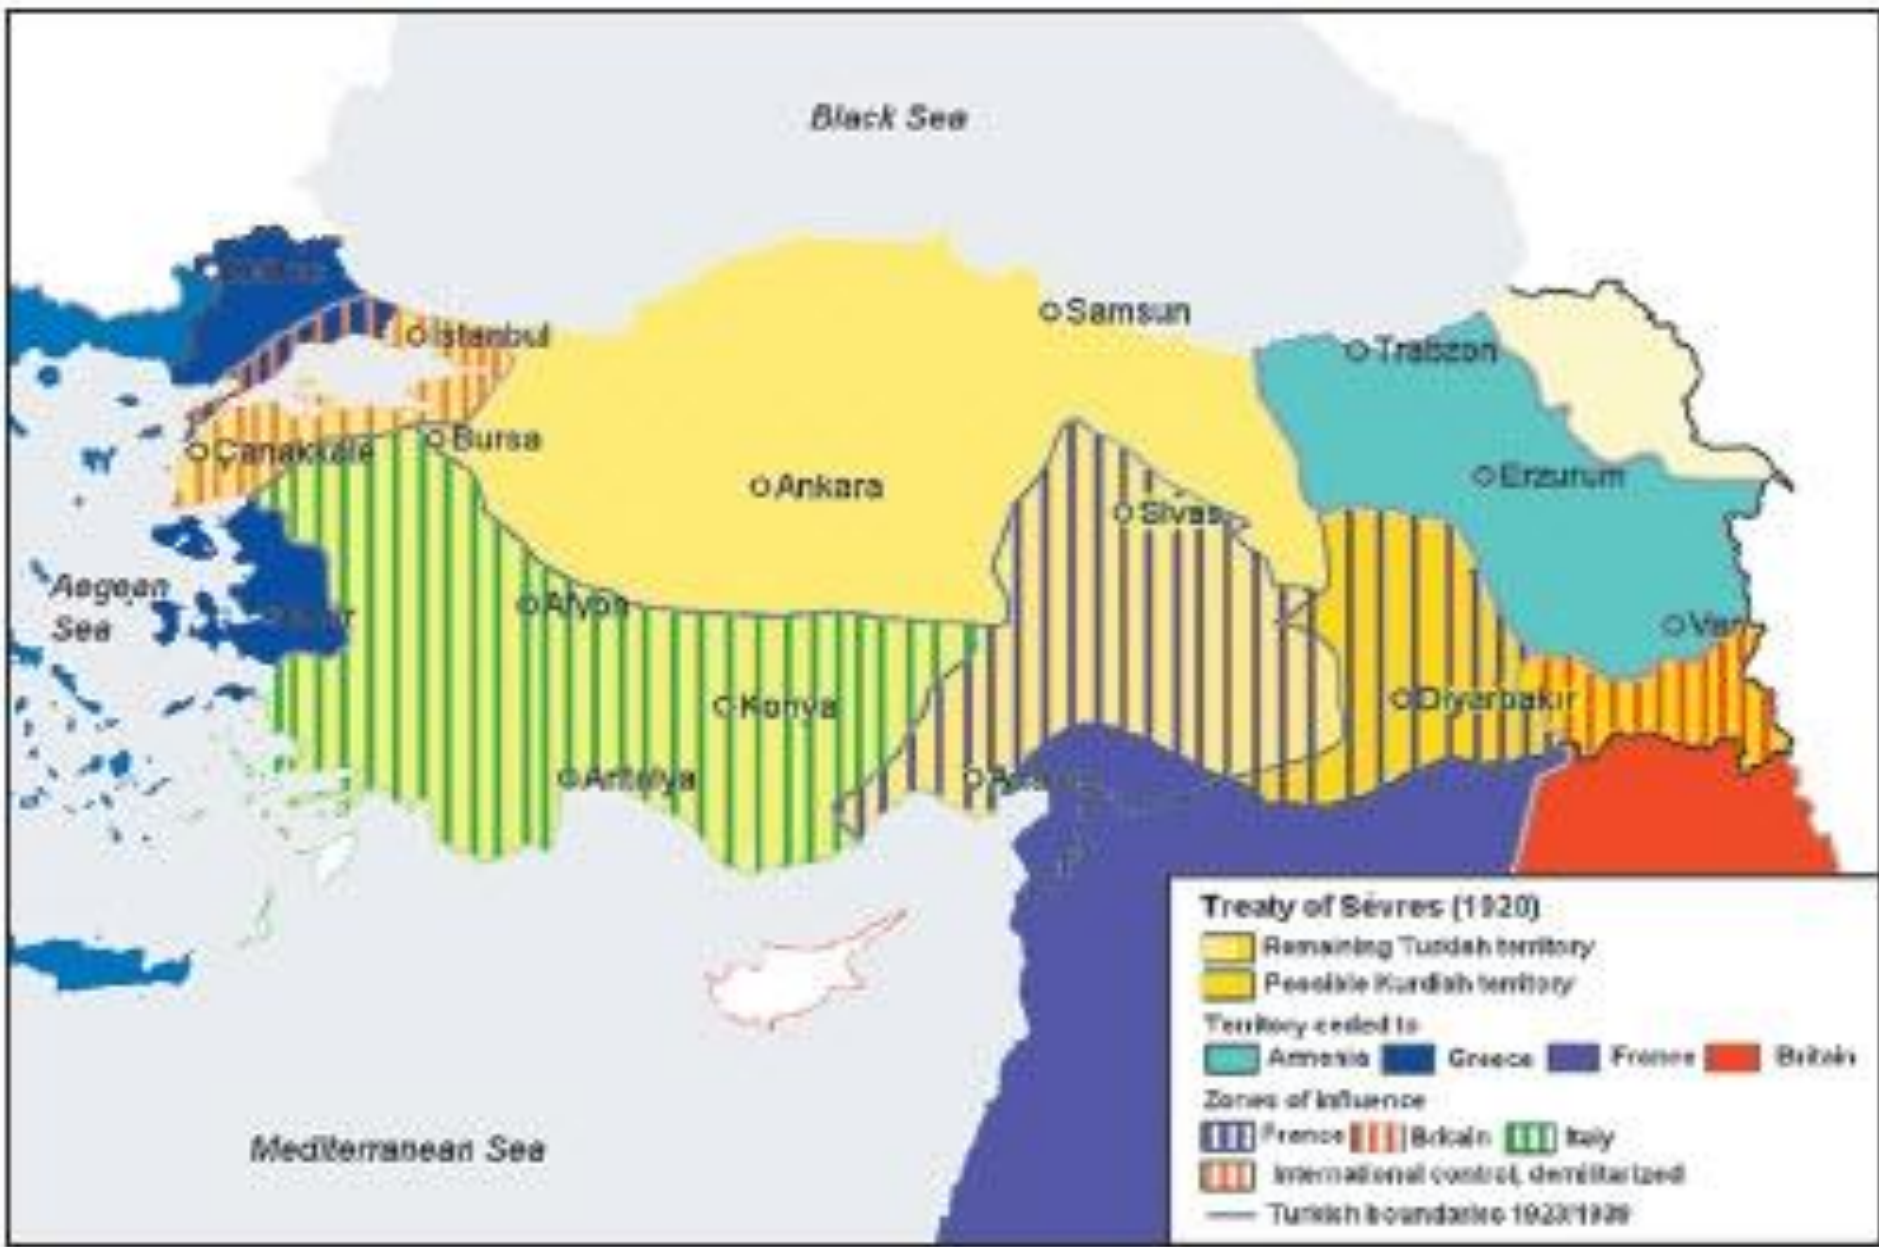 Black Sea
Samsun
Istanbul
Trabzon
Çanakkale
Bursa
Erzurum
Ankara
Sivas
Aegean
Sea
Afyon
Van
Konya
Diyarbakir
Antalya
Mediterranean Sea
Treaty of Sèvres (1920)
Remaining Turkish territory
Possible Kurdish territory
Territory ceded to
Armenia Greece France Britain
Zones of influence
France Britain Italy
International control, demilitarized
Turkish boundaries 1923/1939